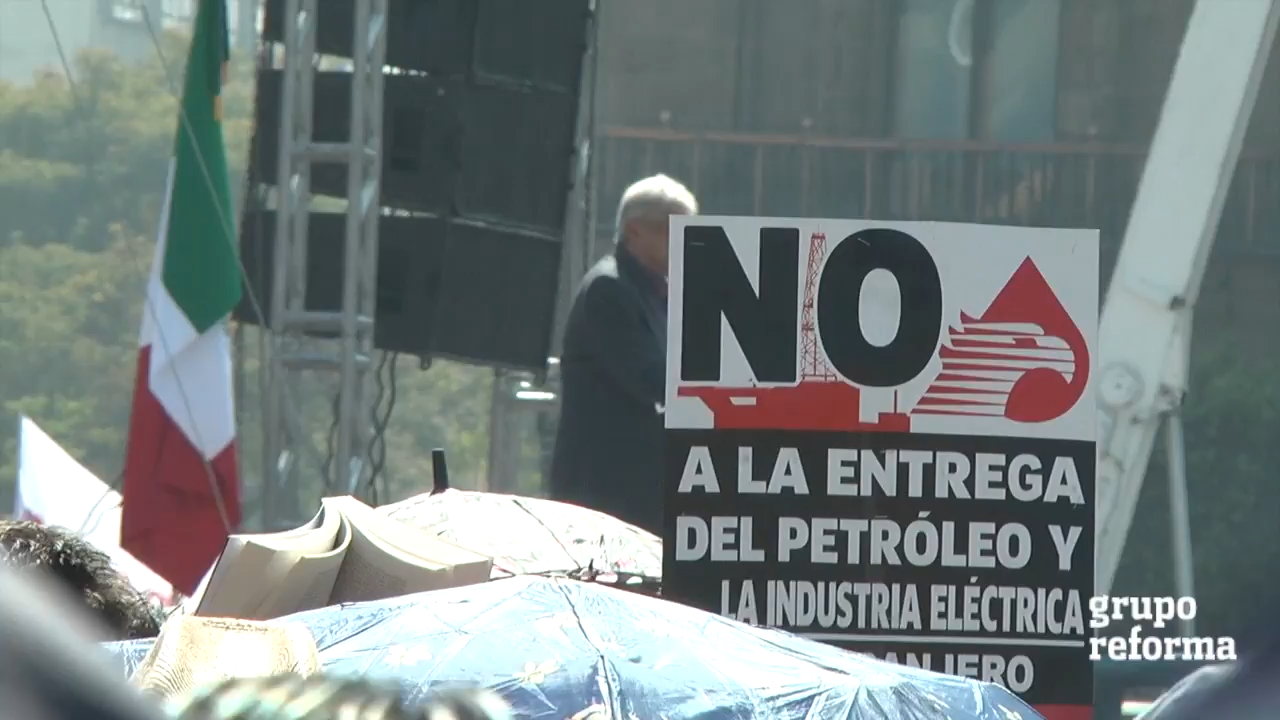 NO
A LA ENTREGA
DEL PETRÓLEO Y
LA INDUSTRIA ELÉCTRICA
grupo
reforma